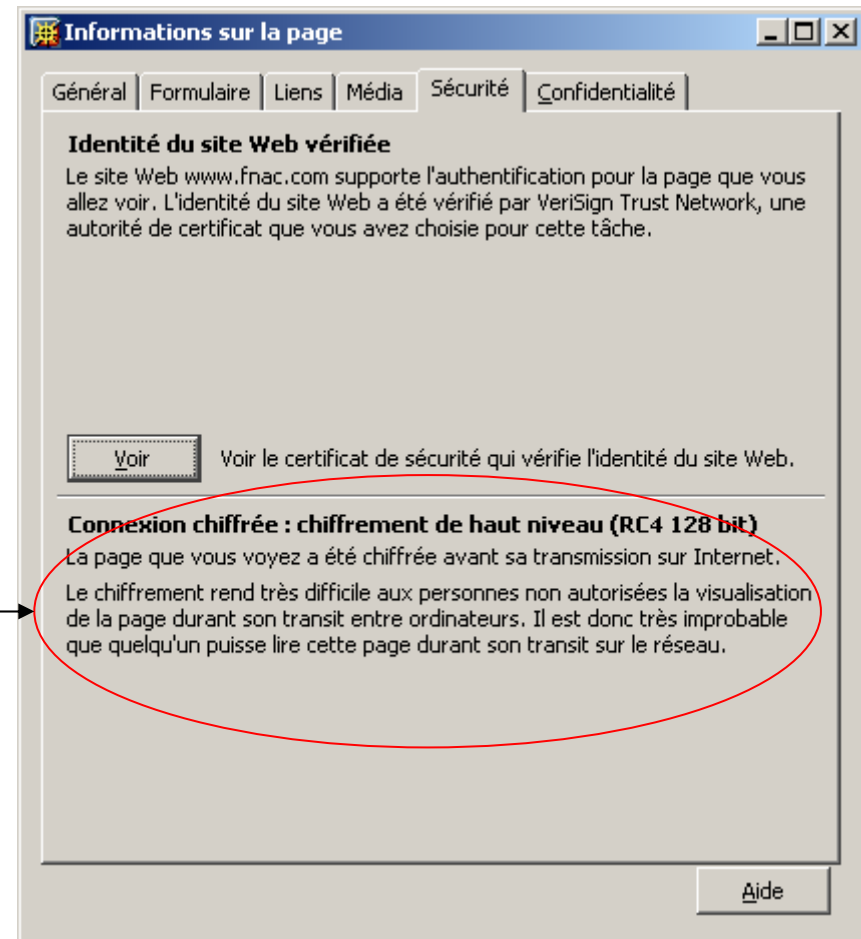 Informations sur la page
Général Formulaire Liens Média Sécurité Confidentialité
Identité du site Web vérifiée
Le site Web www.fnac.com supporte l'authentification pour la page que vous
allez voir. L'identité du site Web a été vérifié par VeriSign Trust Network, une
autorité de certificat que vous avez choisie pour cette tâche.
Voir Voir le certificat de sécurité qui vérifie l'identité du site Web.
Connexion chiffrée : chiffrement de haut niveau (RC4 128 bit)
La page que vous voyez a été chiffrée avant sa transmission sur Internet.
Le chiffrement rend très difficile aux personnes non autorisées la visualisation
de la page durant son transit entre ordinateurs. Il est donc très improbable
que quelqu'un puisse lire cette page durant son transit sur le réseau.
Aide